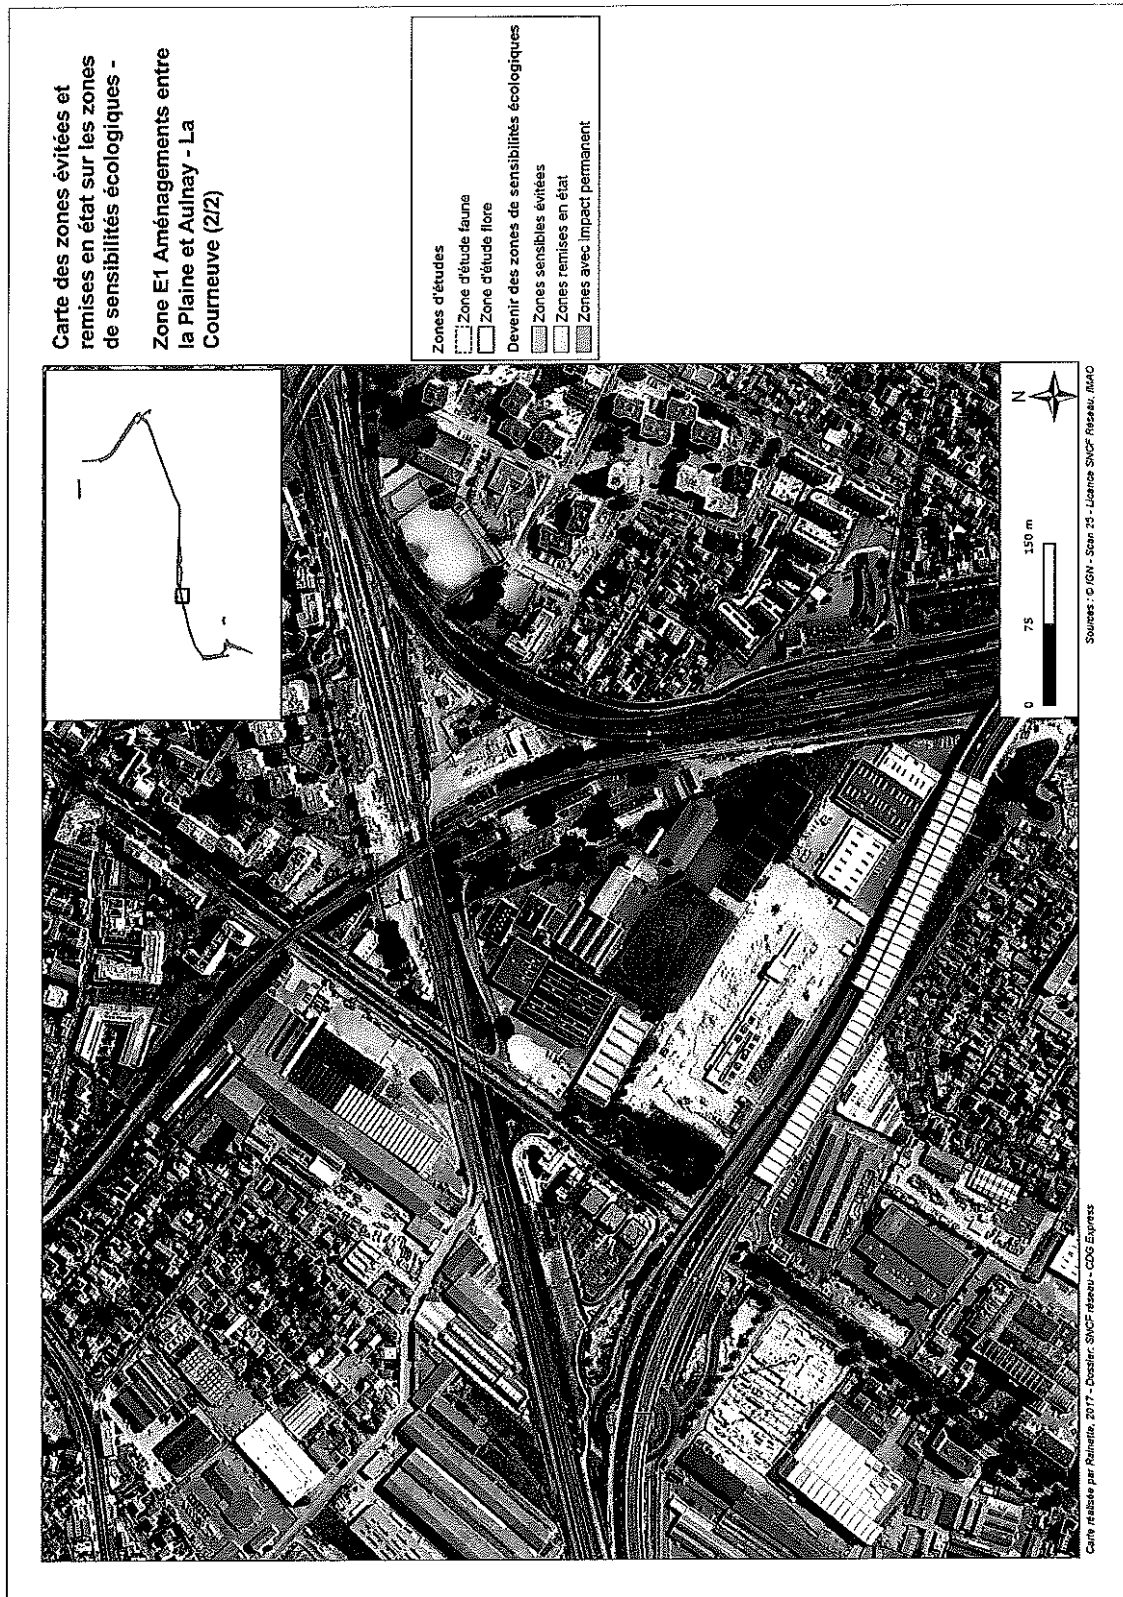 Carte des zones évitées et
remises en état sur les zones
de sensibilités écologiques -
Zone E1 Aménagements entre
la Plaine et Aulnay - La
Courneuve (2/2)
Zones d'études
Zone d'étude faune
Zone d'étude flore
Devenir des zones de sensibilités écologiques
Zones sensibles évitées
Zones remises en état
Zones avec impact permanent
N
0 75 150 m
Carte réalisée par Rainette, 2017 - Dossier: SNCF réseau - CDG Express
Sources : © IGN - Scan 25 - Licence SNCF Réseau, IMAO